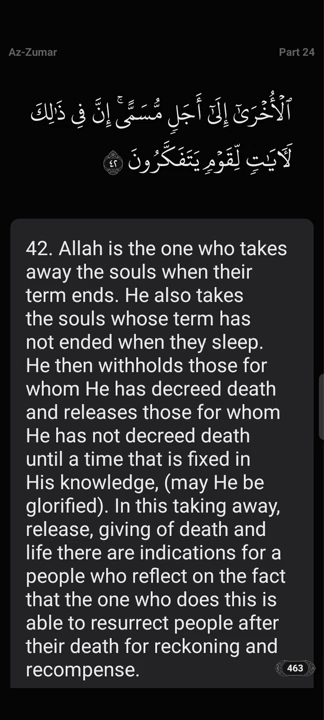 Az-Zumar
Part 24
ٱلْأُخْرَىٰٓ إِلَىٰٓ أَجَلٍ مُّسَمًّىۚ إِنَّ فِي ذَٰلِكَ
لَأٓيَٰتٍ لِّقَوْمٍ يَتَفَكَّرُونَ ٤٢
42. Allah is the one who takes
away the souls when their
term ends. He also takes
the souls whose term has
not ended when they sleep.
He then withholds those for
whom He has decreed death
and releases those for whom
He has not decreed death
until a time that is fixed in
His knowledge, (may He be
glorified). In this taking away,
release, giving of death and
life there are indications for a
people who reflect on the fact
that the one who does this is
able to resurrect people after
their death for reckoning and
recompense.
463